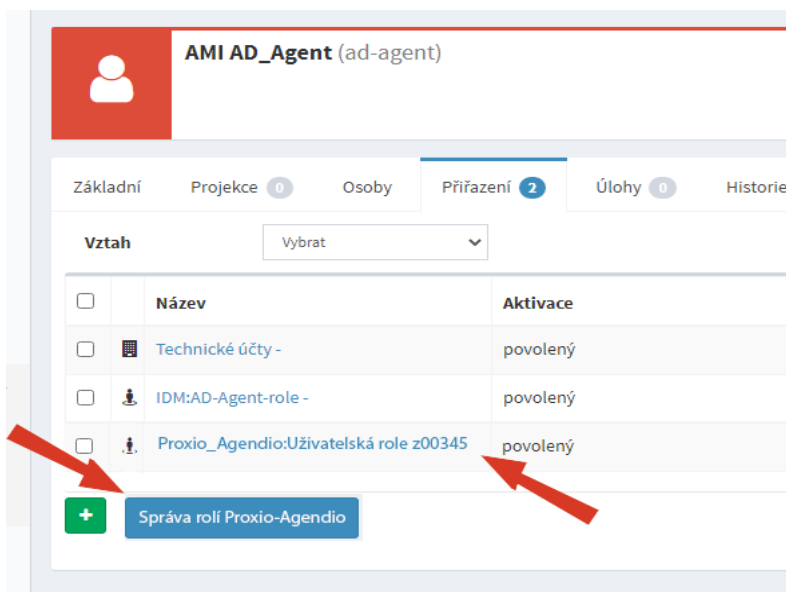 AMI AD_Agent (ad-agent)
Základní Projekce 0 Osoby Přiřazení 2 Úlohy 0 Historie
Vztah Vybrat
Název Aktivace
Technické účty - povolený
IDM:AD-Agent-role - povolený
Proxio_Agendio:Uživatelská role z00345 povolený
+ Správa rolí Proxio-Agendio